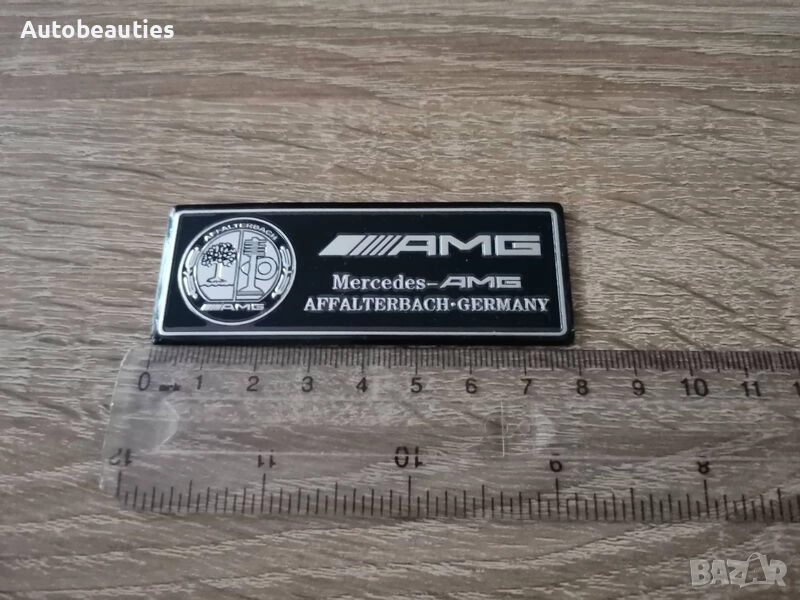 Autobeauties
AFFALTERBACH
AMG
AMG
Mercedes-AMG
AFFALTERBACH·GERMANY
0 1 2 3 4 5 6 7 8 9 10 11
12 11 10 9 8
BAZAR